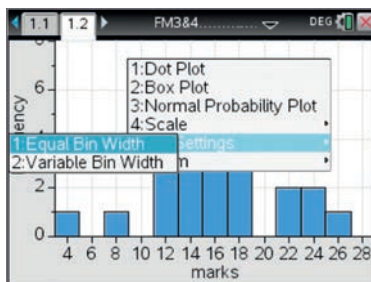 1.1 1.2 FM3&4............ DEG
8
6
2
0
ency
1:Dot Plot
2:Box Plot
3:Normal Probability Plot
4:Scale
Settings
m
1:Equal Bin Width
2:Variable Bin Width
4 6 8 10 12 14 16 18 20 22 24 26 28
marks